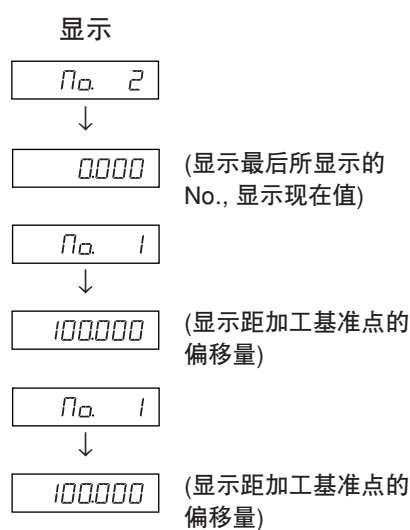 显示
No. 2
↓
0.000
(显示最后所显示的
No., 显示现在值)
No. 1
↓
100.000
(显示距加工基准点的
偏移量)
No. 1
↓
100.000
(显示距加工基准点的
偏移量)